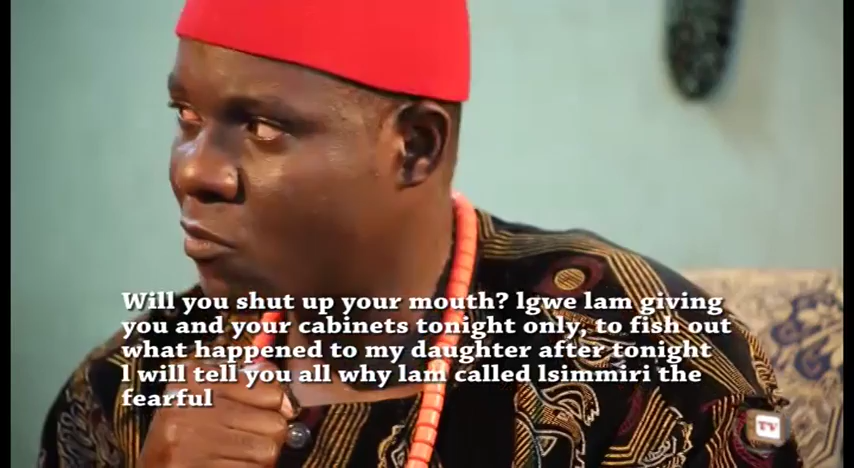 Will you shut up your mouth? lgwe lam giving
you and your cabinets tonight only, to fish out
what happened to my daughter after tonight
l will tell you all why lam called lsimmiri the
fearful
TV